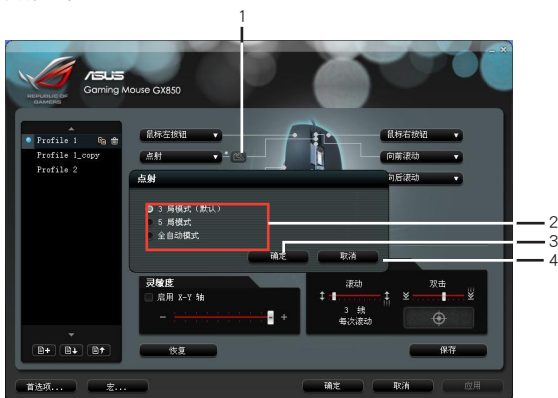 1
ASUS
Gaming Mouse GX850
REPUBLIC OF
GAMERS
Profile 1
Profile 1_copy
Profile 2
鼠标左按钮
点射
鼠标右按钮
向前滚动
向后滚动
点射
3 局模式（默认）
5 局模式
全自动模式
确定
取消
2
3
4
灵敏度
启用 X-Y 轴
滚动
3 线
每次滚动
双击
恢复
保存
首选项...
宏...
确定
取消
应用